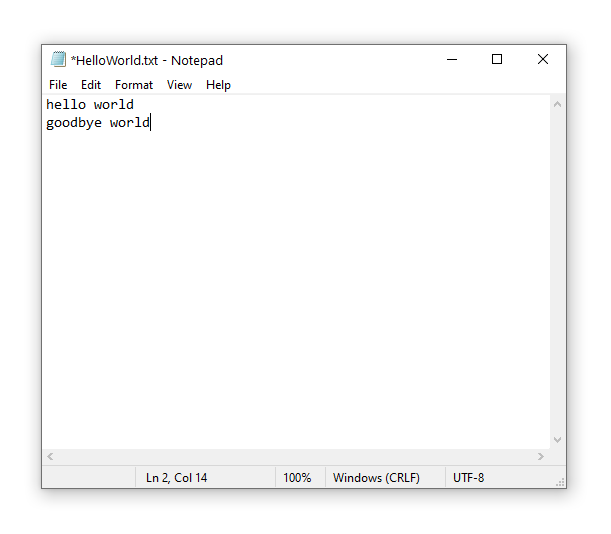 *HelloWorld.txt - Notepad
File Edit Format View Help
hello world
goodbye world
Ln 2, Col 14 100% Windows (CRLF) UTF-8